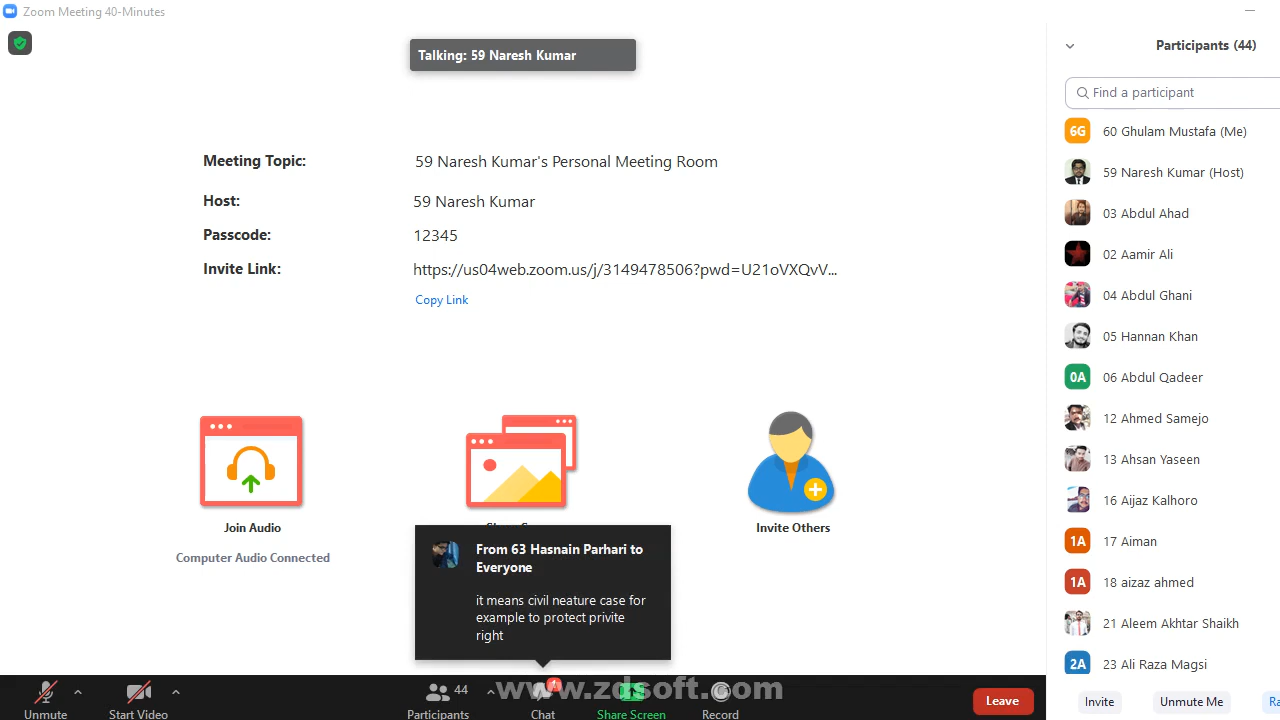 Zoom Meeting 40-Minutes
Talking: 59 Naresh Kumar
Meeting Topic: 59 Naresh Kumar's Personal Meeting Room
Host: 59 Naresh Kumar
Passcode: 12345
Invite Link: https://us04web.zoom.us/j/3149478506?pwd=U21oVXQvV...
Copy Link
Join Audio
Computer Audio Connected
Invite Others
From 63 Hasnain Parhari to
Everyone
it means civil neature case for
example to protect privite
right
Participants (44)
Find a participant
6G 60 Ghulam Mustafa (Me)
59 Naresh Kumar (Host)
03 Abdul Ahad
02 Aamir Ali
04 Abdul Ghani
05 Hannan Khan
0A 06 Abdul Qadeer
12 Ahmed Samejo
13 Ahsan Yaseen
16 Aijaz Kalhoro
1A 17 Aiman
1A 18 aizaz ahmed
21 Aleem Akhtar Shaikh
2A 23 Ali Raza Magsi
Invite Unmute Me
Unmute
Start Video
44
Participants
Chat
Share Screen
Record
Leave
www.zdsoft.com